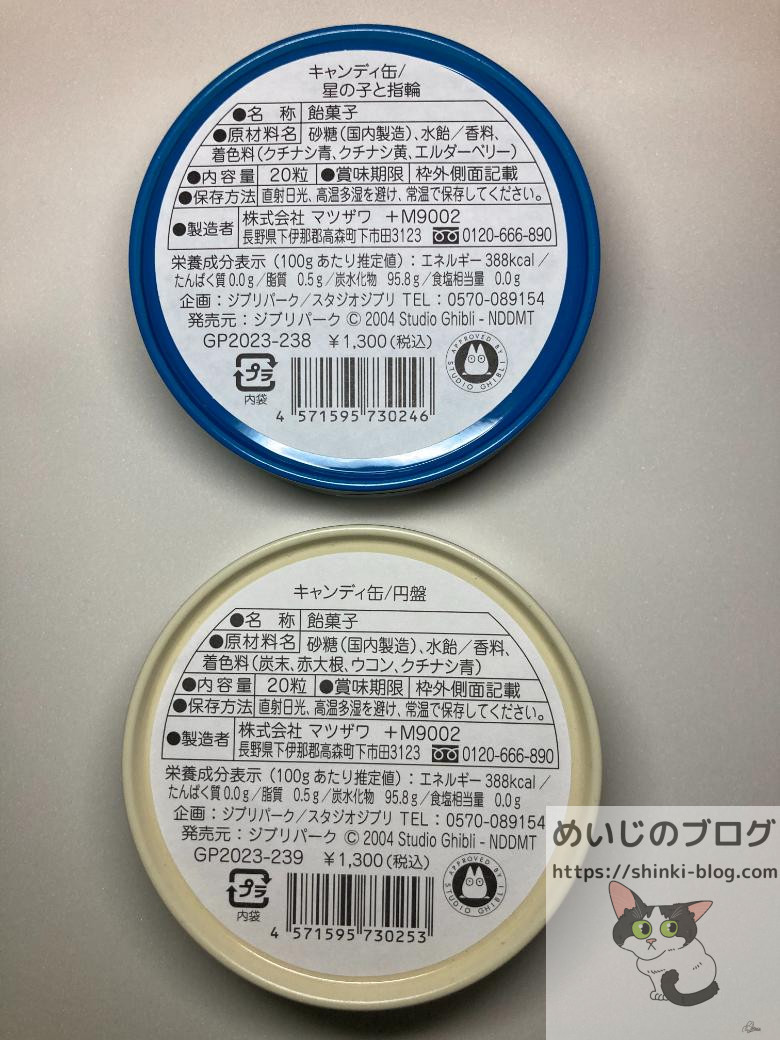 キャンディ缶/
星の子と指輪
●名 称 飴菓子
●原材料名 砂糖(国内製造)、水飴/香料、
着色料(クチナシ青、クチナシ黄、エルダーベリー)
●内容量 20粒 ●賞味期限 枠外側面記載
●保存方法 直射日光、高温多湿を避け、常温で保存してください。
●製造者 株式会社 マツザワ +M9002
長野県下伊那郡高森町下市田3123 0120-666-890
栄養成分表示(100gあたり推定値):エネルギー 388kcal/
たんぱく質 0.0g/脂質 0.5g/炭水化物 95.8g/食塩相当量 0.0g
企画:ジブリパーク/スタジオジブリ TEL:0570-089154
発売元:ジブリパーク © 2004 Studio Ghibli - NDDMT
GP2023-238 ¥1,300(税込)
APPROVED BY STUDIO GHIBLI
プラ
内袋
4 571595 730246
キャンディ缶/円盤
●名 称 飴菓子
●原材料名 砂糖(国内製造)、水飴/香料、
着色料(炭末、赤大根、ウコン、クチナシ青)
●内容量 20粒 ●賞味期限 枠外側面記載
●保存方法 直射日光、高温多湿を避け、常温で保存してください。
●製造者 株式会社 マツザワ +M9002
長野県下伊那郡高森町下市田3123 0120-666-890
栄養成分表示(100gあたり推定値):エネルギー 388kcal/
たんぱく質 0.0g/脂質 0.5g/炭水化物 95.8g/食塩相当量 0.0g
企画:ジブリパーク/スタジオジブリ TEL:0570-089154
発売元:ジブリパーク © 2004 Studio Ghibli - NDDMT
GP2023-239 ¥1,300(税込)
APPROVED BY STUDIO GHIBLI
プラ
内袋
4 571595 730253
めいじのブログ
https://shinki-blog.com